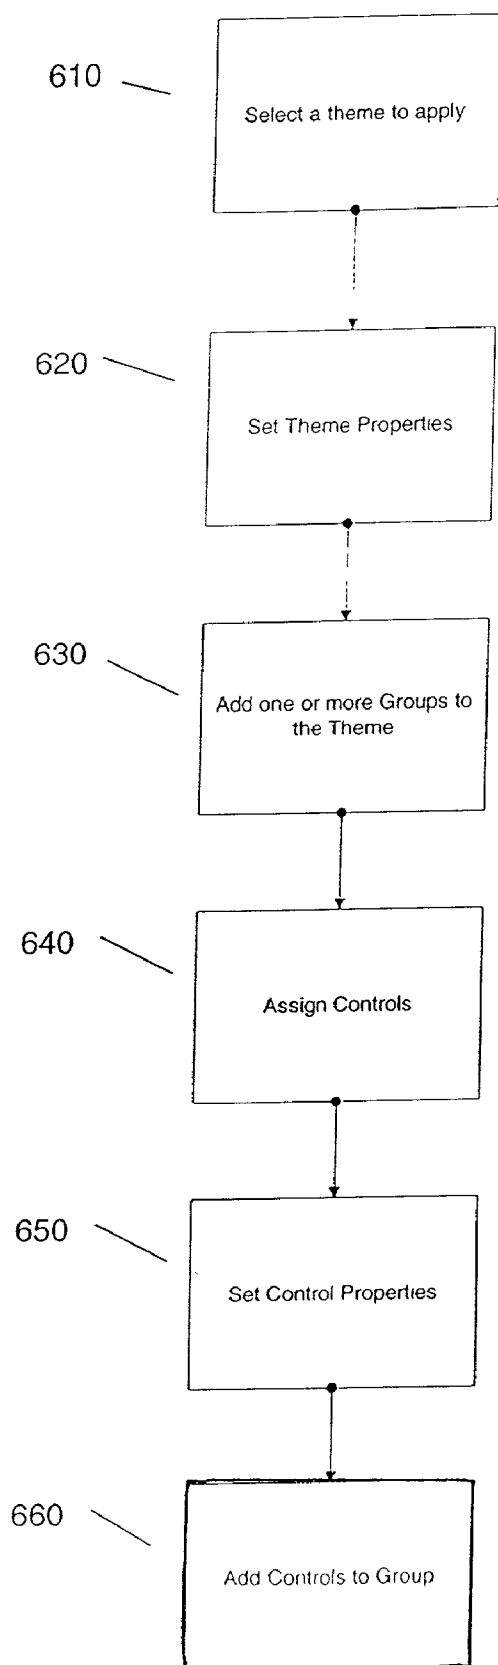 610
Select a theme to apply
620
Set Theme Properties
630
Add one or more Groups to
the Theme
640
Assign Controls
650
Set Control Properties
660
Add Controls to Group